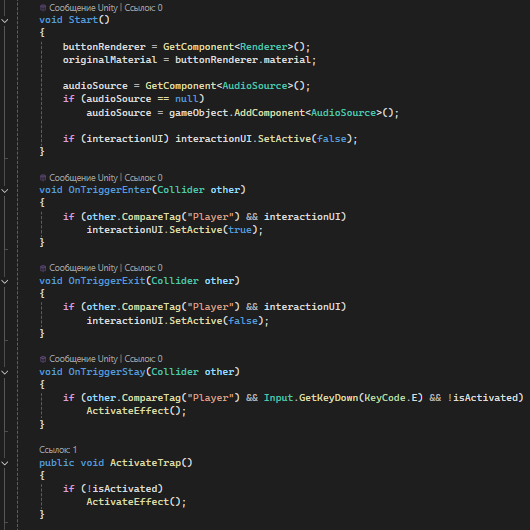 Сообщение Unity | Ссылок: 0
void Start()
{
buttonRenderer = GetComponent<Renderer>();
originalMaterial = buttonRenderer.material;
audioSource = GetComponent<AudioSource>();
if (audioSource == null)
audioSource = gameObject.AddComponent<AudioSource>();
if (interactionUI) interactionUI.SetActive(false);
}
Сообщение Unity | Ссылок: 0
void OnTriggerEnter(Collider other)
{
if (other.CompareTag("Player") && interactionUI)
interactionUI.SetActive(true);
}
Сообщение Unity | Ссылок: 0
void OnTriggerExit(Collider other)
{
if (other.CompareTag("Player") && interactionUI)
interactionUI.SetActive(false);
}
Сообщение Unity | Ссылок: 0
void OnTriggerStay(Collider other)
{
if (other.CompareTag("Player") && Input.GetKeyDown(KeyCode.E) && !isActivated)
ActivateEffect();
}
Ссылок: 1
public void ActivateTrap()
{
if (!isActivated)
ActivateEffect();
}